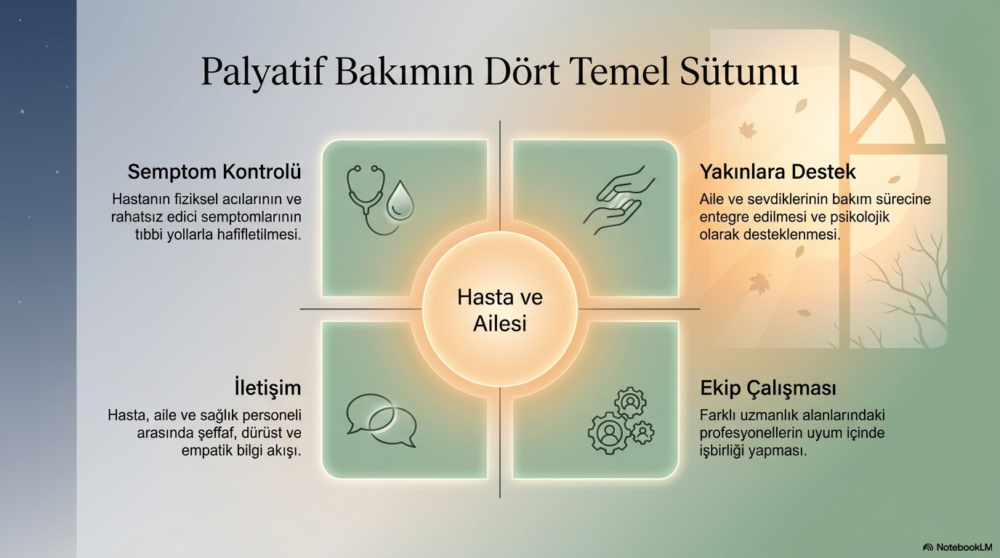 Palyatif Bakımın Dört Temel Sütunu
Semptom Kontrolü
Hastanın fiziksel acılarının ve
rahatsız edici semptomlarının
tıbbi yollarla hafifletilmesi.
Yakınlara Destek
Aile ve sevdiklerinin bakım sürecine
entegre edilmesi ve psikolojik
olarak desteklenmesi.
Hasta ve
Ailesi
İletişim
Hasta, aile ve sağlık personeli
arasında şeffaf, dürüst ve
empatik bilgi akışı.
Ekip Çalışması
Farklı uzmanlık alanlarındaki
profesyonellerin uyum içinde
işbirliği yapması.
NotebookLM